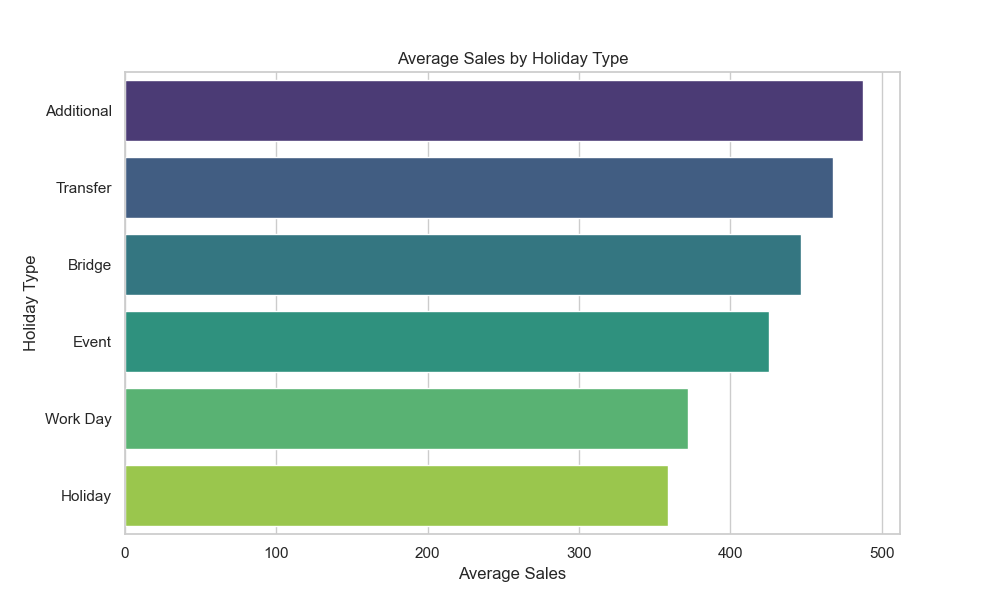 Average Sales by Holiday Type
Holiday Type
Additional
Transfer
Bridge
Event
Work Day
Holiday
0 100 200 300 400 500
Average Sales